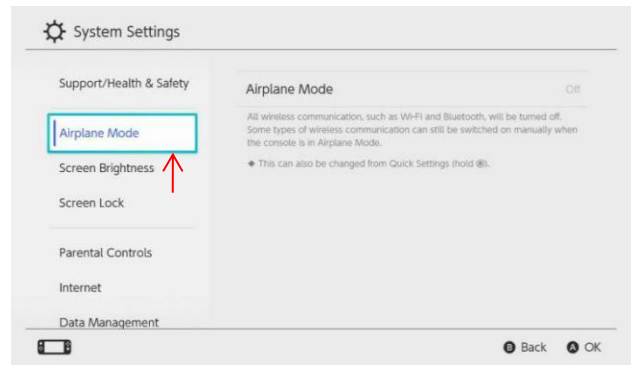 System Settings
Support/Health & Safety
Airplane Mode
Screen Brightness
Screen Lock
Parental Controls
Internet
Data Management
Airplane Mode Off
All wireless communication, such as Wi-Fi and Bluetooth, will be turned off.
Some types of wireless communication can still be switched on manually when
the console is in Airplane Mode.
◆ This can also be changed from Quick Settings (hold ).
B Back A OK